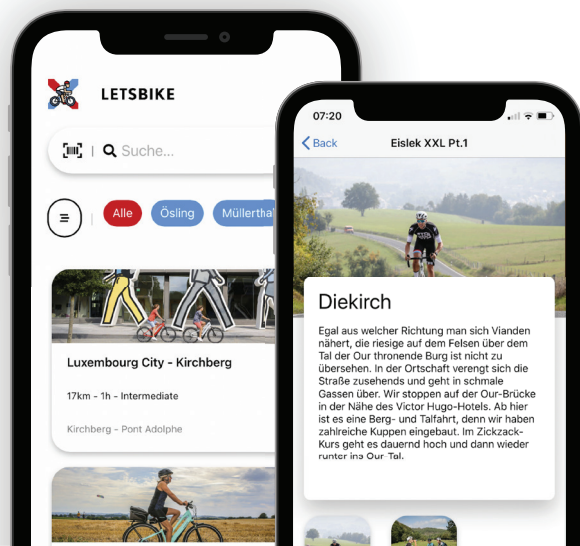 LETSBIKE
Suche...
Alle
Ösling
Müllertha
Luxembourg City - Kirchberg
17km - 1h - Intermediate
Kirchberg - Pont Adolphe
07:20
Back
Eislek XXL Pt.1
Diekirch
Egal aus welcher Richtung man sich Vianden
nähert, die riesige auf dem Felsen über dem
Tal der Our thronende Burg ist nicht zu
übersehen. In der Ortschaft verengt sich die
Straße zusehends und geht in schmale
Gassen über. Wir stoppen auf der Our-Brücke
in der Nähe des Victor Hugo-Hotels. Ab hier
ist es eine Berg- und Talfahrt, denn wir haben
zahlreiche Kuppen eingebaut. Im Zickzack-
Kurs geht es dauernd hoch und dann wieder
runter ins Our-Tal.